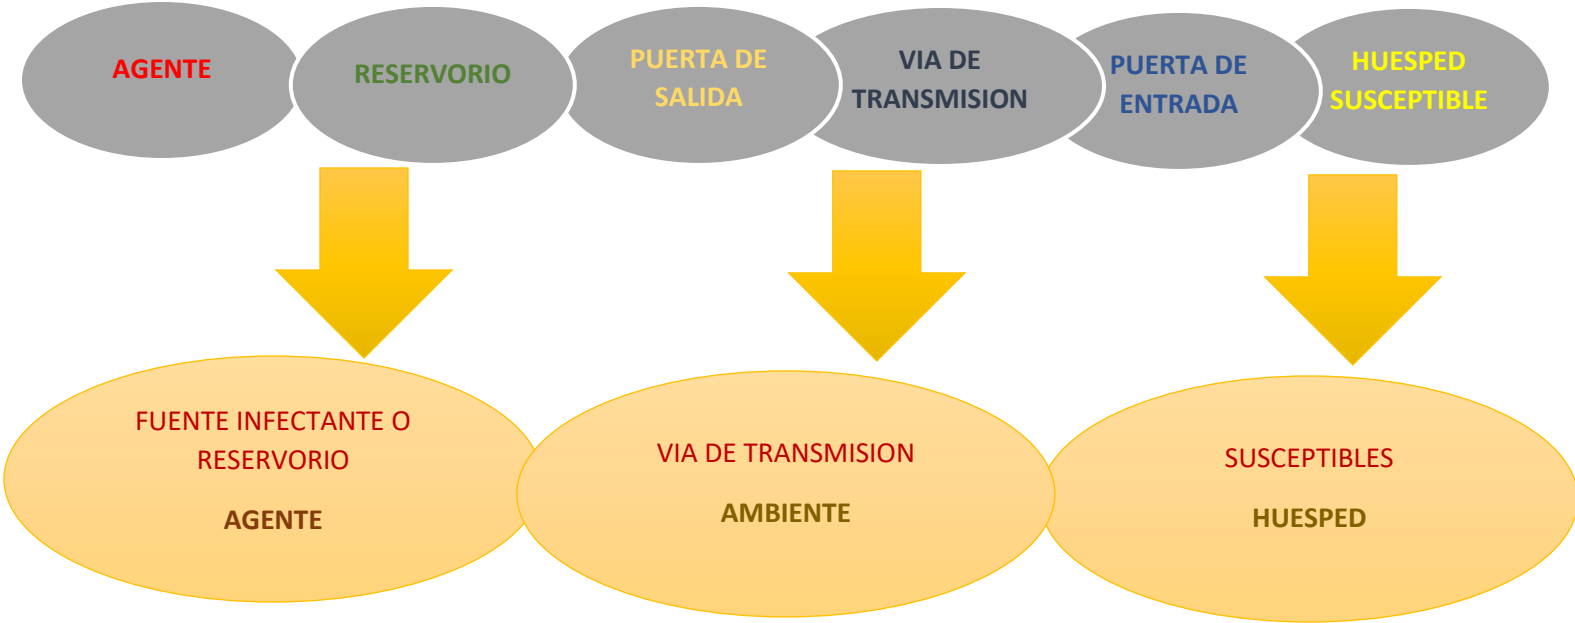 AGENTE
RESERVORIO
PUERTA DE
SALIDA
VIA DE
TRANSMISION
PUERTA DE
ENTRADA
HUESPED
SUSCEPTIBLE
FUENTE INFECTANTE O
RESERVORIO
AGENTE
VIA DE TRANSMISION
AMBIENTE
SUSCEPTIBLES
HUESPED